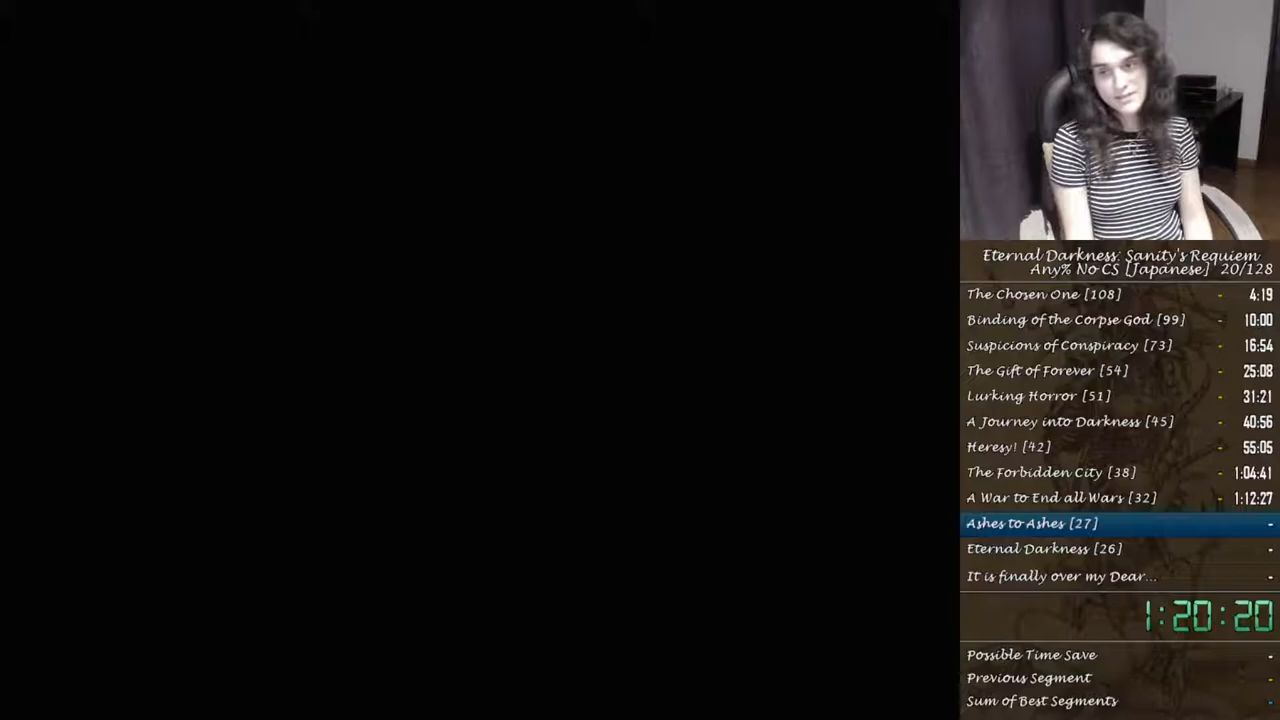 Eternal Darkness: Sanity's Requiem
Any% No CS [Japanese] 20/128
The Chosen One [108] - 4:19
Binding of the Corpse God [99] - 10:00
Suspicions of Conspiracy [73] - 16:54
The Gift of Forever [54] - 25:08
Lurking Horror [51] - 31:21
A Journey into Darkness [45] - 40:56
Heresy! [42] - 55:05
The Forbidden City [38] - 1:04:41
A War to End all Wars [32] - 1:12:27
Ashes to Ashes [27] -
Eternal Darkness [26] -
It is finally over my Dear... -
1:20:20
Possible Time Save -
Previous Segment -
Sum of Best Segments -